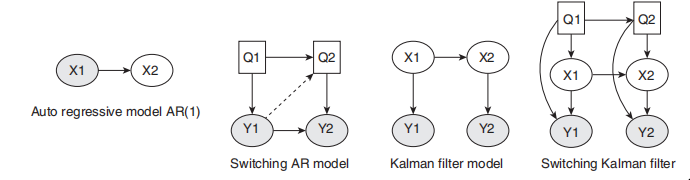 Q1 Q2
Q1 Q2 X1 X2
X1 X2 X1 X2
Auto regressive model AR(1)
Y1 Y2 Y1 Y2 Y1 Y2
Switching AR model Kalman filter model Switching Kalman filter